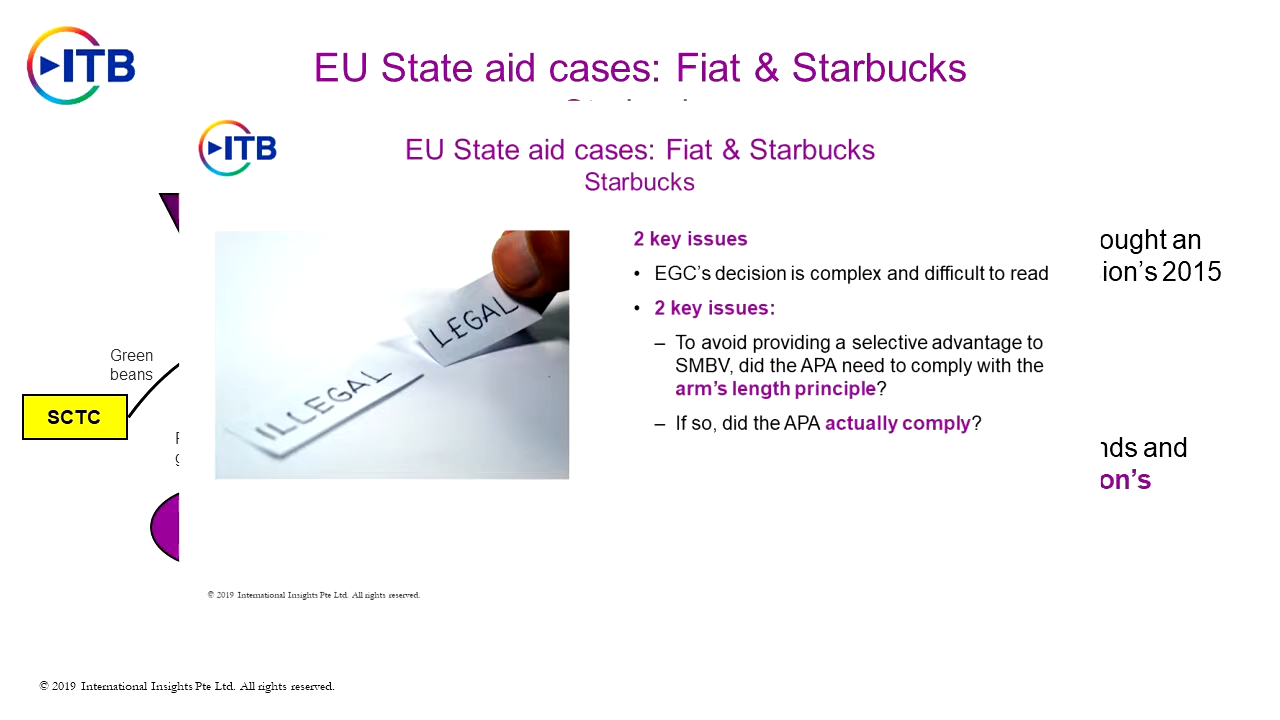 ITB
EU State aid cases: Fiat & Starbucks
ITB
EU State aid cases: Fiat & Starbucks
Starbucks
2 key issues
• EGC’s decision is complex and difficult to read
• 2 key issues:
– To avoid providing a selective advantage to
SMBV, did the APA need to comply with the
arm’s length principle?
– If so, did the APA actually comply?
LEGAL
ILLEGAL
© 2019 International Insights Pte Ltd. All rights reserved.
Green
beans
SCTC
ought an
ion’s 2015
nds and
on’s
© 2019 International Insights Pte Ltd. All rights reserved.